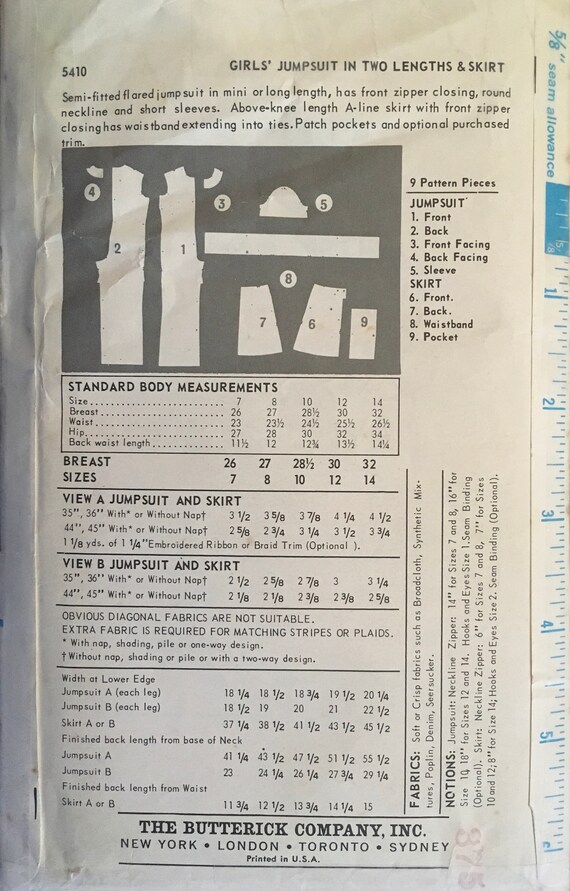 5410
GIRLS' JUMPSUIT IN TWO LENGTHS & SKIRT
Semi-fitted flared jumpsuit in mini or long length, has front zipper closing, round
neckline and short sleeves. Above-knee length A-line skirt with front zipper
closing has waistband extending into ties. Patch pockets and optional purchased
trim.
4
2
1
3
5
8
7
6
9
9 Pattern Pieces
JUMPSUIT
1. Front
2. Back
3. Front Facing
4. Back Facing
5. Sleeve
SKIRT
6. Front.
7. Back.
8. Waistband
9. Pocket
STANDARD BODY MEASUREMENTS
Size 7 8 10 12 14
Breast 26 27 28½ 30 32
Waist 23 23½ 24½ 25½ 26½
Hip 27 28 30 32 34
Back waist length 11½ 12 12¾ 13½ 14¼
BREAST 26 27 28½ 30 32
SIZES 7 8 10 12 14
VIEW A JUMPSUIT AND SKIRT
35", 36" With* or Without Nap† 3 1/2 3 5/8 3 7/8 4 1/4 4 1/2
44", 45" With* or Without Nap† 2 5/8 2 3/4 3 1/4 3 1/2 3 3/4
1 1/8 yds. of 1 1/4" Embroidered Ribbon or Braid Trim (Optional ).
VIEW B JUMPSUIT AND SKIRT
35", 36" With* or Without Nap† 2 1/2 2 5/8 2 7/8 3 3 1/4
44", 45" With* or Without Nap† 2 1/8 2 1/8 2 3/8 2 3/8 2 5/8
OBVIOUS DIAGONAL FABRICS ARE NOT SUITABLE.
EXTRA FABRIC IS REQUIRED FOR MATCHING STRIPES OR PLAIDS.
* With nap, shading, pile or one-way design.
† Without nap, shading or pile or with a two-way design.
Width at Lower Edge
Jumpsuit A (each leg) 18 1/4 18 1/2 18 3/4 19 1/2 20 1/4
Jumpsuit B (each leg) 18 1/2 19 20 21 22 1/2
Skirt A or B 37 1/4 38 1/2 41 1/2 43 1/2 45 1/2
Finished back length from base of Neck
Jumpsuit A 41 1/4 43 1/2 47 1/2 51 1/2 55 1/2
Jumpsuit B 23 24 1/4 26 1/4 27 3/4 29 1/4
Finished back length from Waist
Skirt A or B 11 3/4 12 1/2 13 3/4 14 1/4 15
FABRICS: Soft or Crisp fabrics such as Broadcloth, Synthetic Mix-
tures, Poplin, Denim, Seersucker.
NOTIONS: Jumpsuit: Neckline Zipper: 14" for Sizes 7 and 8, 16" for
Size 10, 18" for Sizes 12 and 14. Hooks and Eyes Size 1. Seam Binding
(Optional). Skirt: Neckline Zipper: 6" for Sizes 7 and 8, 7" for Sizes
10 and 12; 8" for Size 14; Hooks and Eyes Size 2. Seam Binding (Optional).
THE BUTTERICK COMPANY, INC.
NEW YORK • LONDON • TORONTO • SYDNEY
Printed in U.S.A.
5/8" seam allowance
5/8
1
2
3
4
5